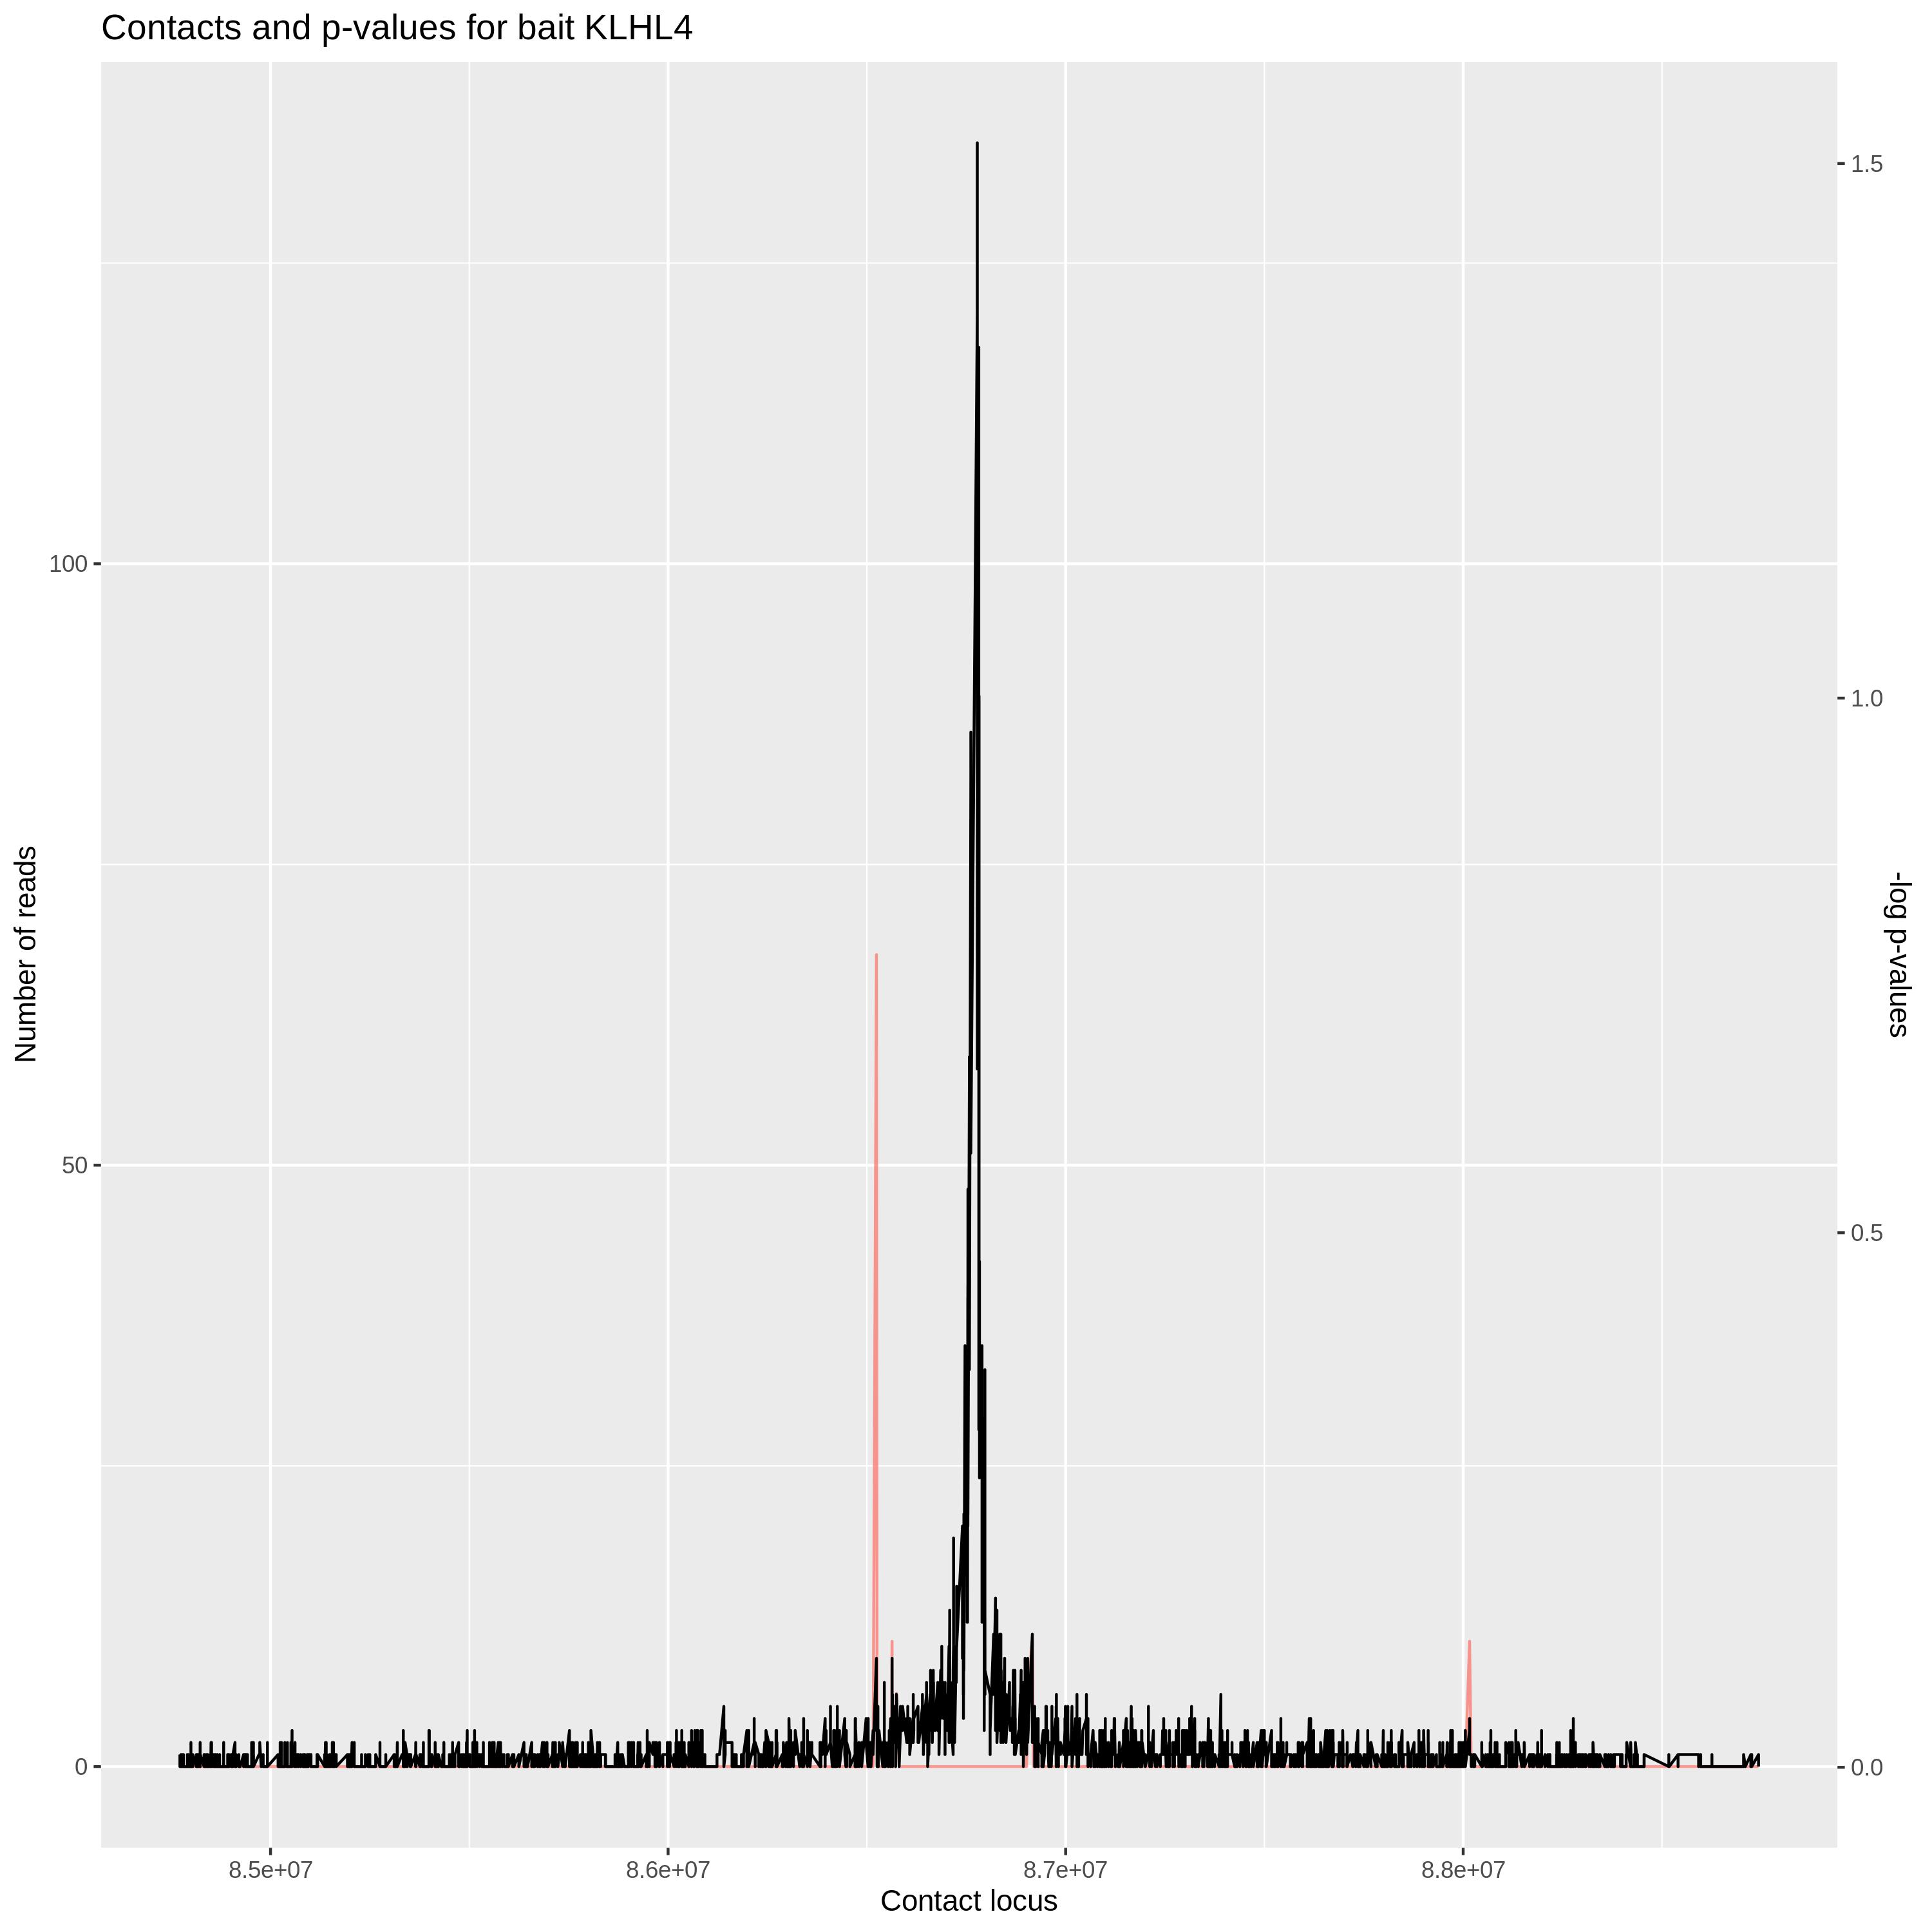 Contacts and p-values for bait KLHL4
Number of reads
100
50
0
1.5
1.0
0.5
0.0
-log p-values
8.5e+07
8.6e+07
8.7e+07
8.8e+07
Contact locus